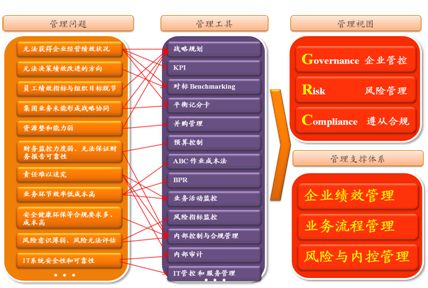 管理问题
无法获得企业经营绩效状况
无法决策绩效改进的方向
员工绩效指标与组织目标脱节
集团业务未能形成战略协同
资源整和能力弱
财务监控力度弱、无法保证财
务报告可靠性
责任难以追究
业务环节效率低成本高
安全健康环保等合规要求多、
成本高
风险意识薄弱、风险无法评估
IT系统安全性和可靠性
管理工具
战略规划
KPI
对标 Benchmarking
平衡记分卡
并购管理
预算控制
ABC作业成本法
BPR
业务活动监控
风险指标监控
内部控制与合规管理
内部审计
IT管控和服务管理
管理视图
Governance 企业管控
Risk 风险管理
Compliance 遵从合规
管理支撑体系
企业绩效管理
业务流程管理
风险与内控管理